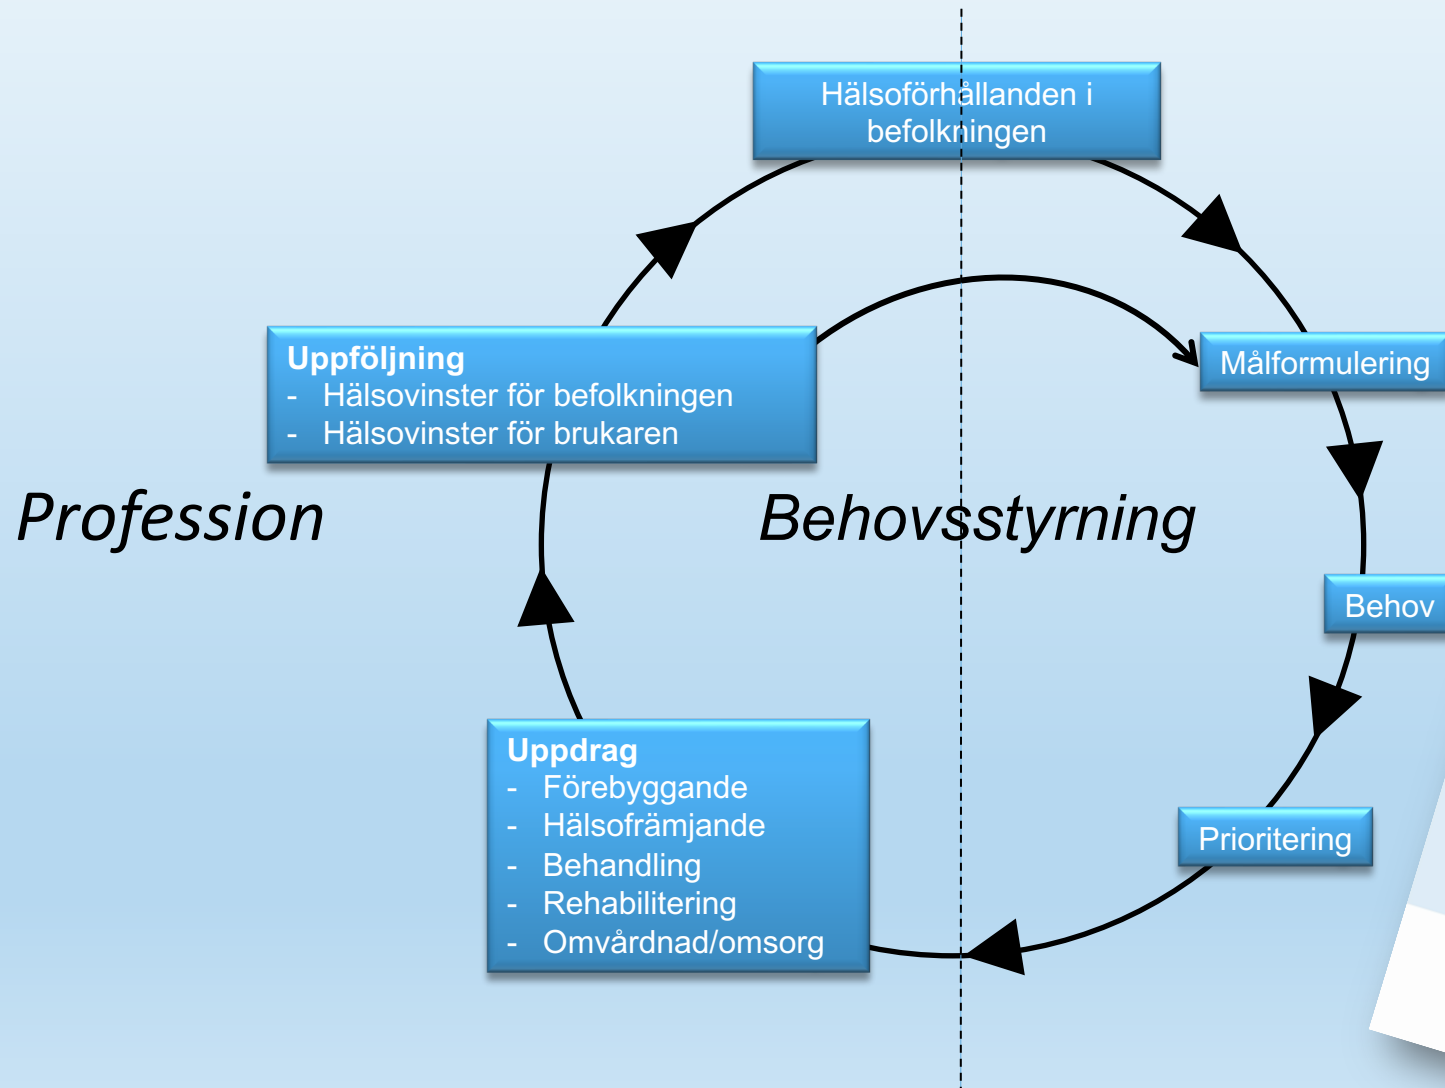 Hälsoförhållanden i
befolkningen
Målformulering
Uppföljning
- Hälsovinster för befolkningen
- Hälsovinster för brukaren
Profession
Behovsstyrning
Behov
Uppdrag
- Förebyggande
- Hälsofrämjande
- Behandling
- Rehabilitering
- Omvårdnad/omsorg
Prioritering